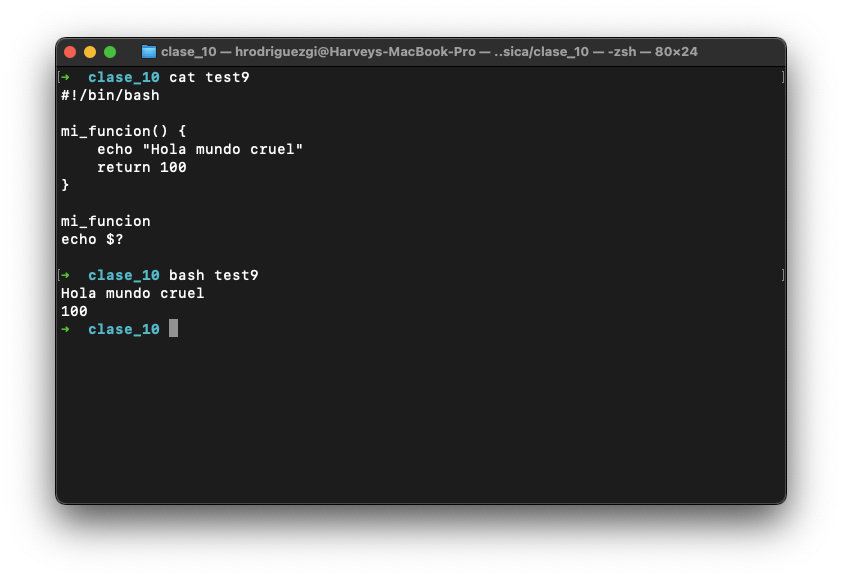 clase_10 — hrodriguezgi@Harveys-MacBook-Pro — ..sica/clase_10 — -zsh — 80×24
[➜  clase_10 cat test9 ]
#!/bin/bash

mi_funcion() {
    echo "Hola mundo cruel"
    return 100
}

mi_funcion
echo $?

[➜  clase_10 bash test9 ]
Hola mundo cruel
100
➜  clase_10